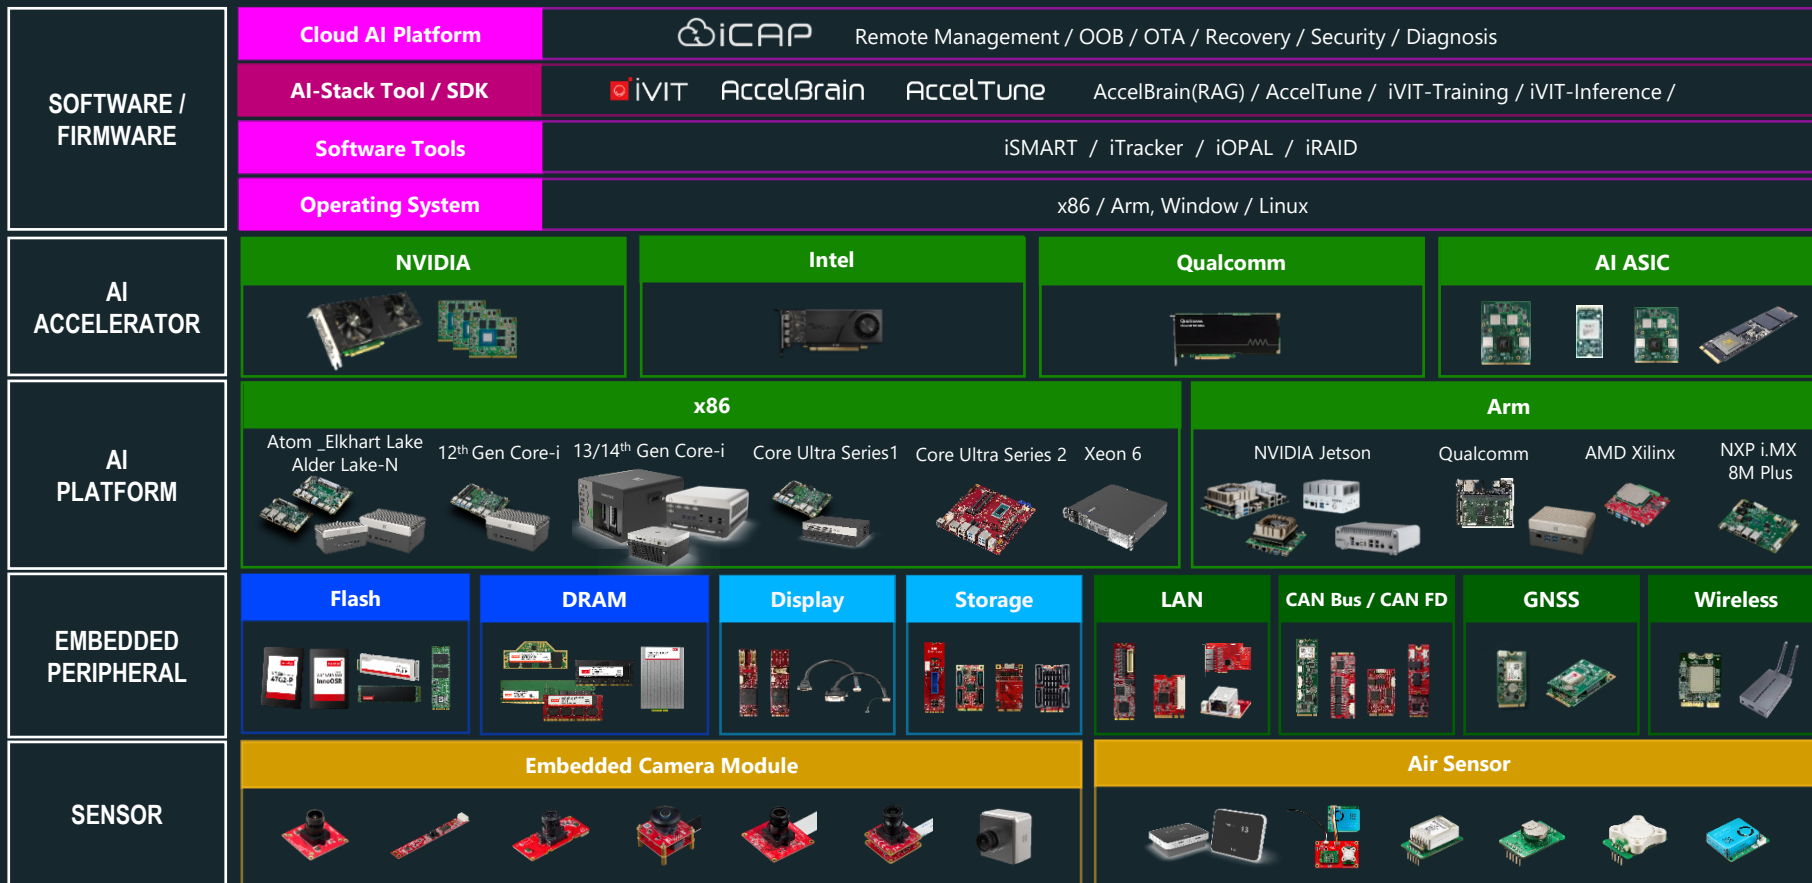 SOFTWARE /
FIRMWARE
Cloud AI Platform
iCAP
Remote Management / OOB / OTA / Recovery / Security / Diagnosis
AI-Stack Tool / SDK
iVIT
AccelBrain
AccelTune
AccelBrain(RAG) / AccelTune / iVIT-Training / iVIT-Inference /
Software Tools
iSMART / iTracker / iOPAL / iRAID
Operating System
x86 / Arm, Window / Linux
AI
ACCELERATOR
NVIDIA
Intel
Qualcomm
AI ASIC
Qualcomm
AI
PLATFORM
x86
Atom _Elkhart Lake
Alder Lake-N
12th Gen Core-i
13/14th Gen Core-i
Core Ultra Series1
Core Ultra Series 2
Xeon 6
Arm
NVIDIA Jetson
Qualcomm
AMD Xilinx
NXP i.MX
8M Plus
EMBEDDED
PERIPHERAL
Flash
DRAM
Display
Storage
LAN
CAN Bus / CAN FD
GNSS
Wireless
4TG2-P
InnoOSR
SENSOR
Embedded Camera Module
Air Sensor